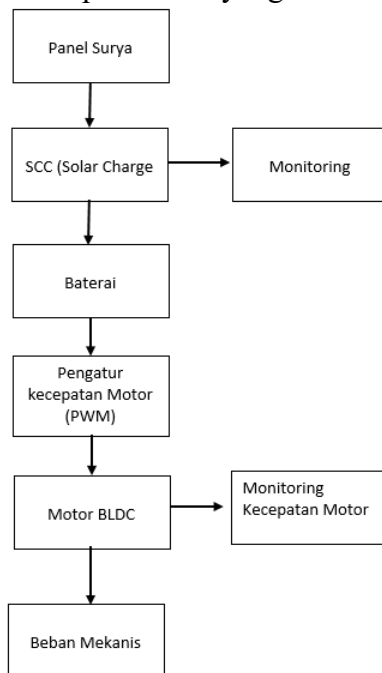 Panel Surya
SCC (Solar Charge
Monitoring
Baterai
Pengatur
kecepatan Motor
(PWM)
Motor BLDC
Monitoring
Kecepatan Motor
Beban Mekanis